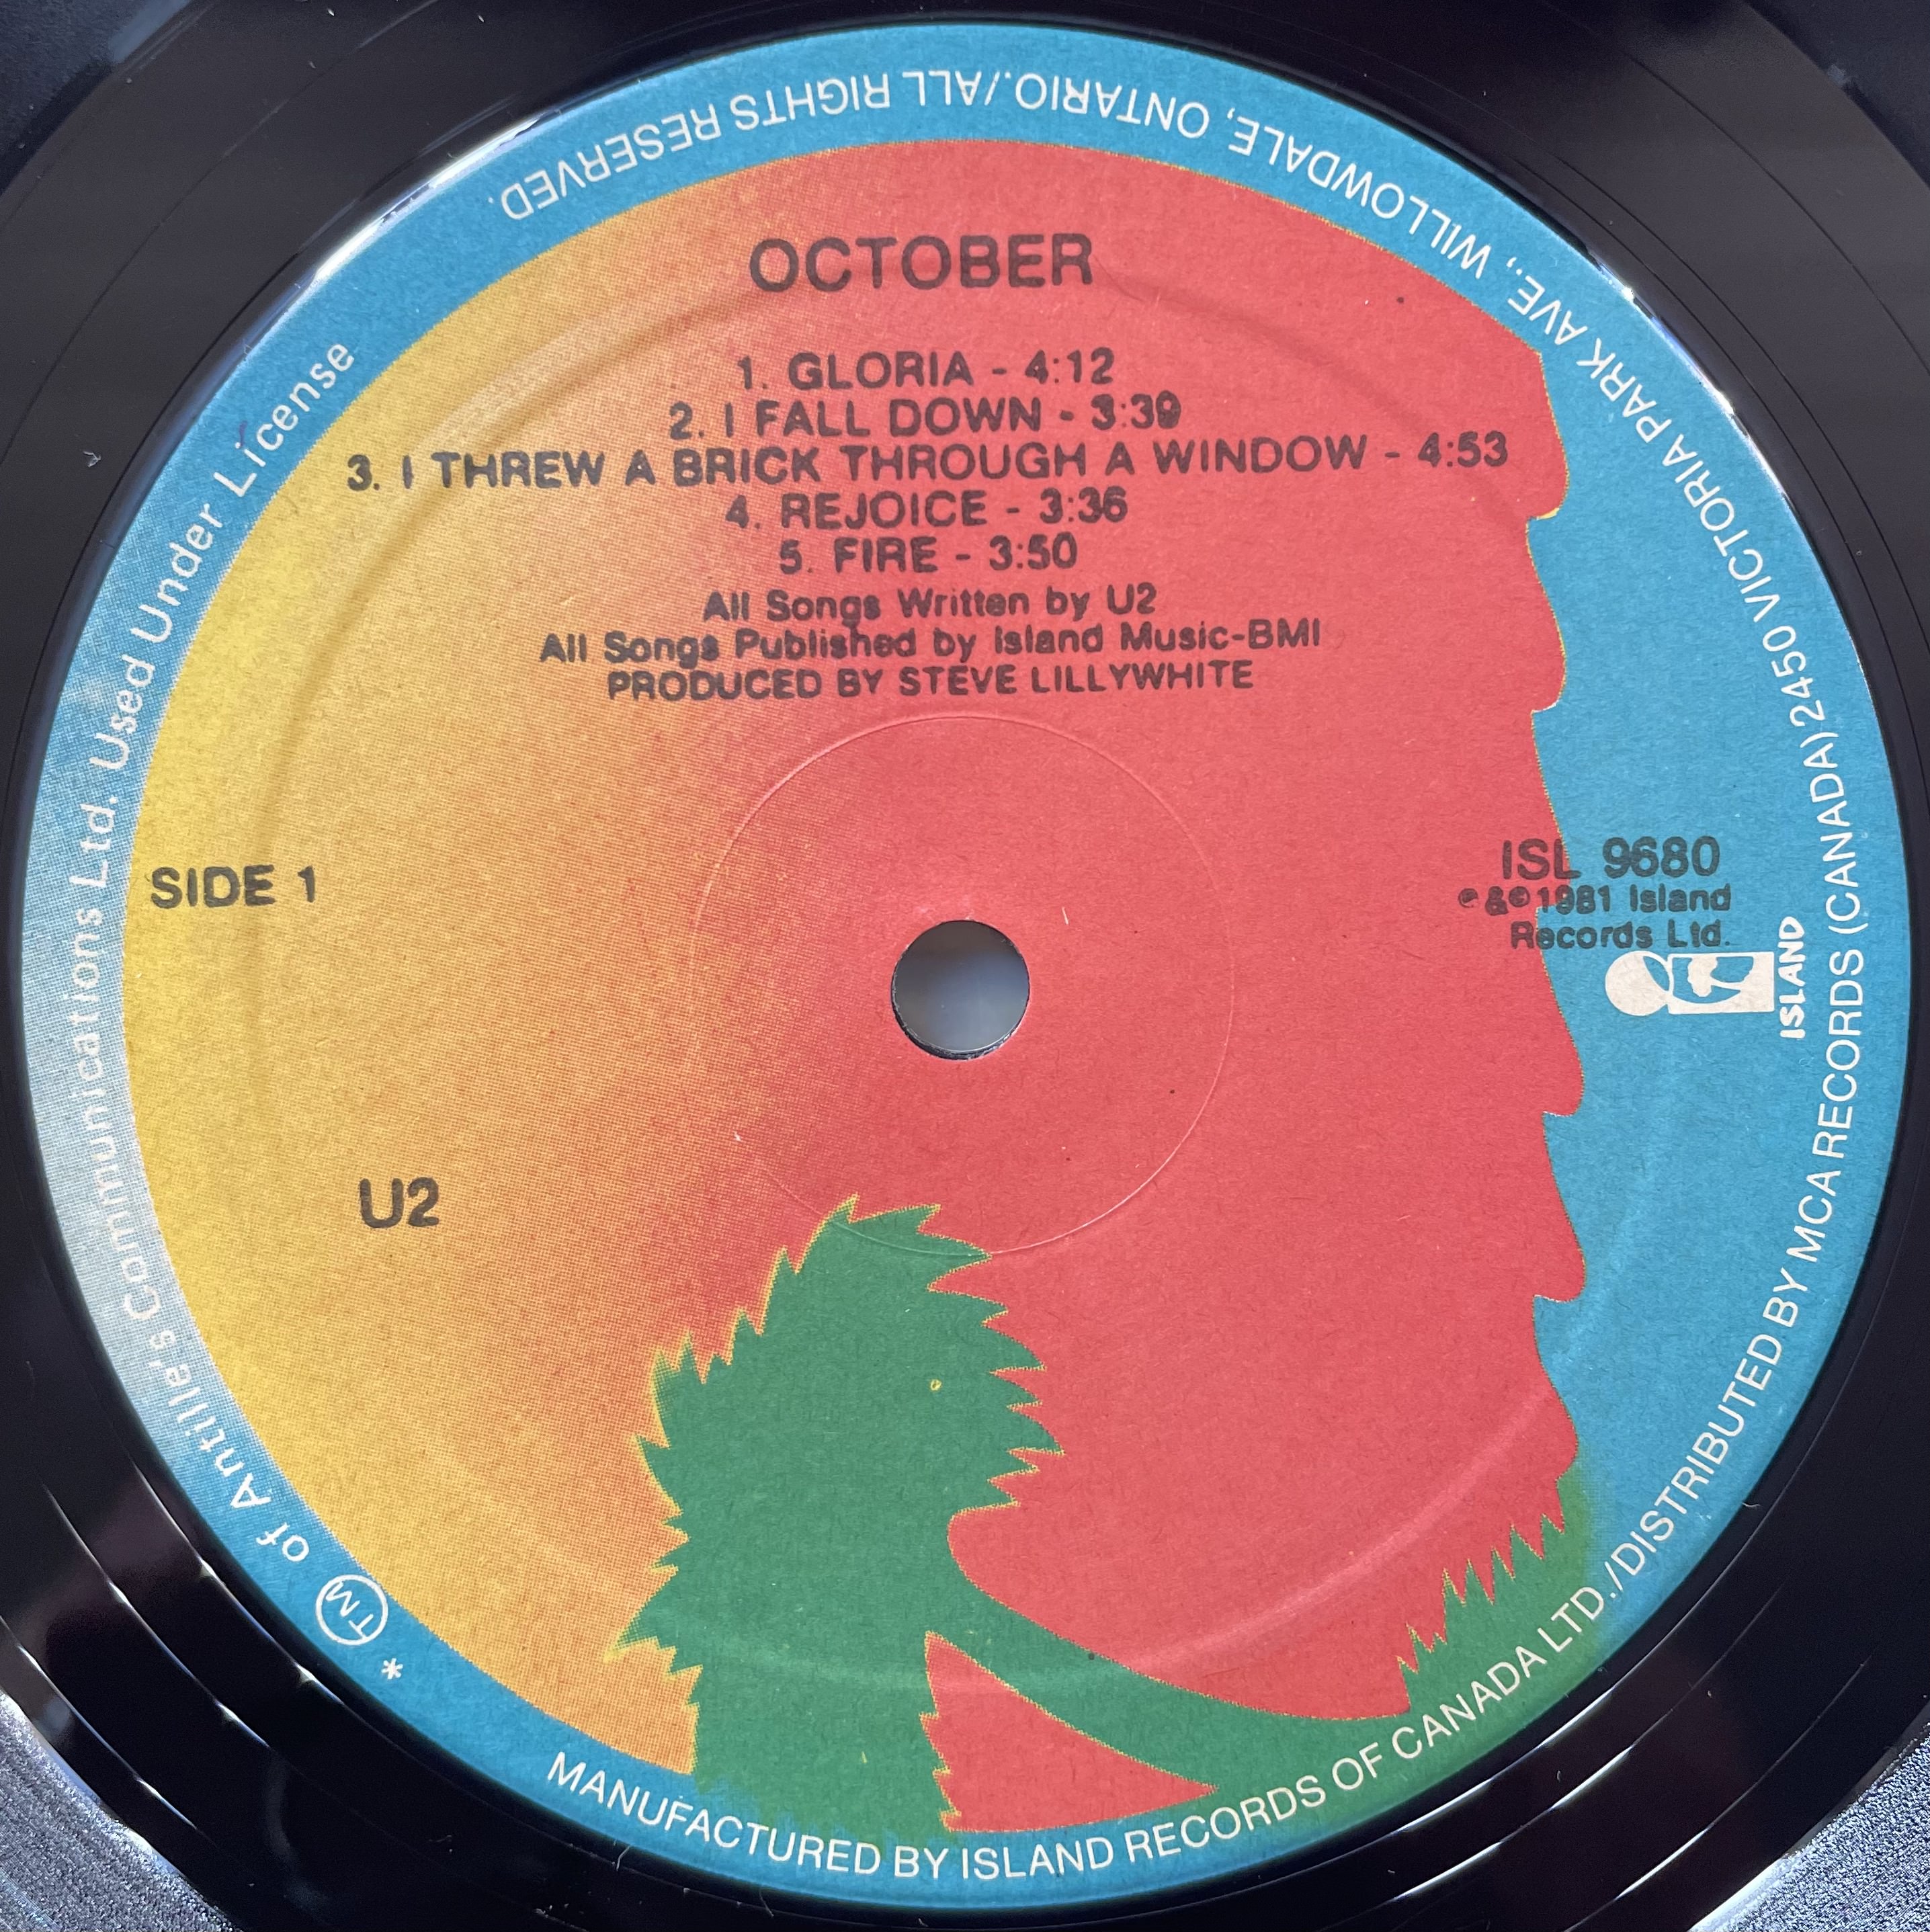 OCTOBER
1. GLORIA - 4:12
2. I FALL DOWN - 3:39
3. I THREW A BRICK THROUGH A WINDOW - 4:53
4. REJOICE - 3:36
5. FIRE - 3:50
All Songs Written by U2
All Songs Published by Island Music-BMI
PRODUCED BY STEVE LILLYWHITE
SIDE 1
ISL 9680
℗&©1981 Island
Records Ltd.
ISLAND
U2
* TM of Antilles Communications Ltd. Used Under License
MANUFACTURED BY ISLAND RECORDS OF CANADA LTD./DISTRIBUTED BY MCA RECORDS (CANADA) 2450 VICTORIA PARK AVE., WILLOWDALE, ONTARIO./ALL RIGHTS RESERVED.